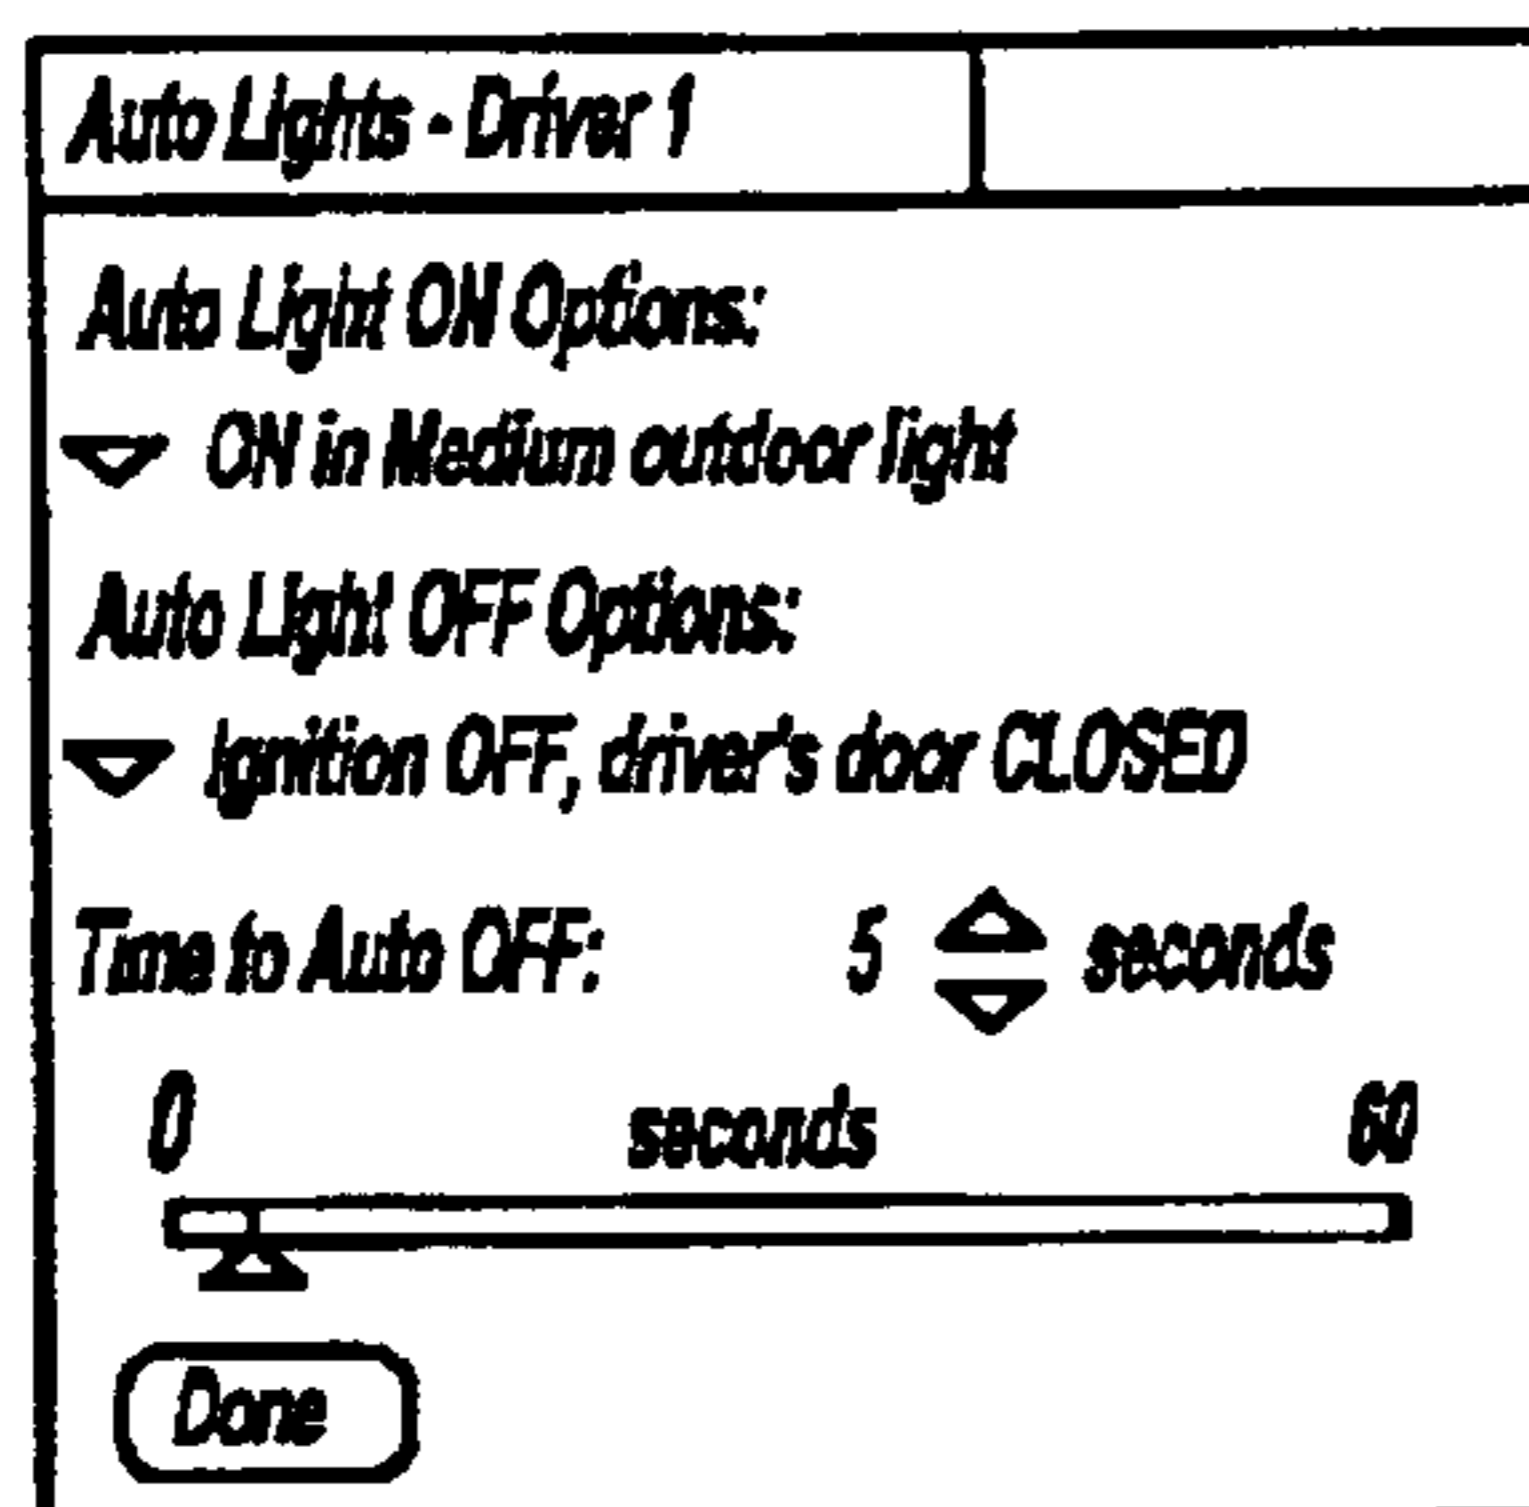 Auto Lights - Driver 1
Auto Light ON Options:
ON in Medium outdoor light
Auto Light OFF Options:
Ignition OFF, driver's door CLOSED
Time to Auto OFF: 5 seconds
0 seconds 60
Done